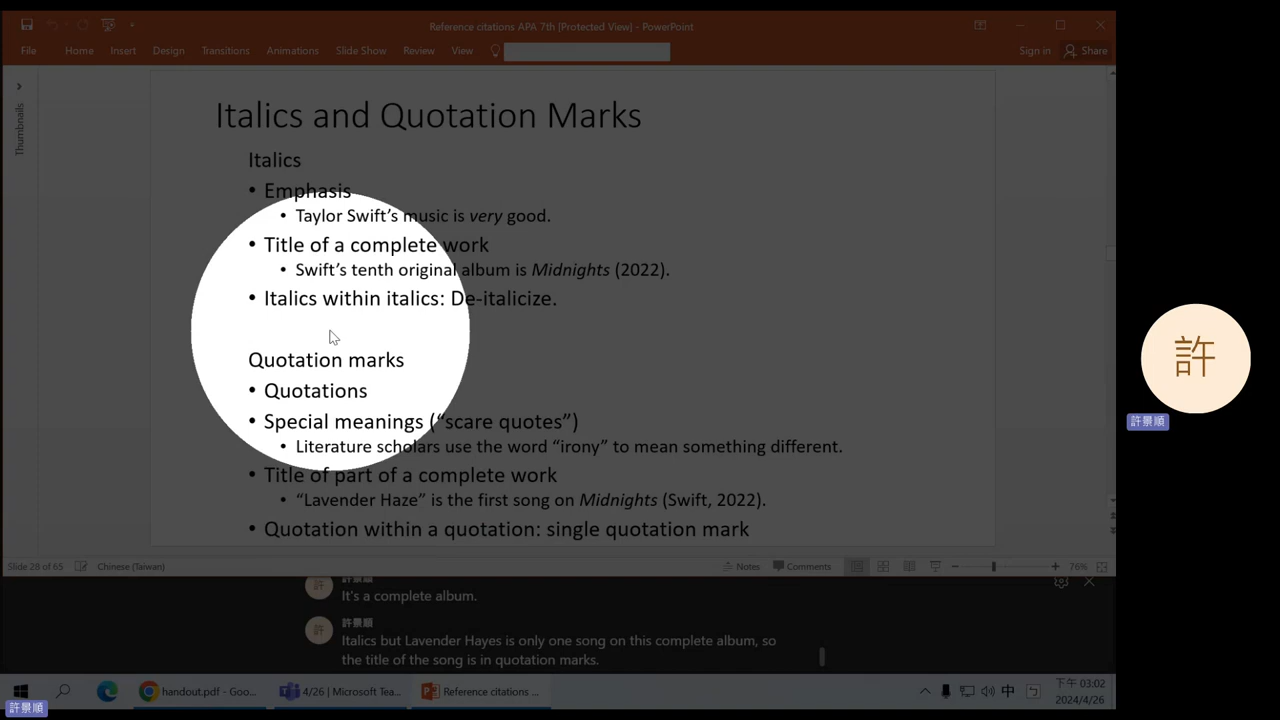 Reference citations APA 7th [Protected View] - PowerPoint
File Home Insert Design Transitions Animations Slide Show Review View Sign in Share
Thumbnails
Italics and Quotation Marks
Italics
• Emphasis
• Taylor Swift’s music is very good.
• Title of a complete work
• Swift’s tenth original album is Midnights (2022).
• Italics within italics: De-italicize.
Quotation marks
• Quotations
• Special meanings (“scare quotes”)
• Literature scholars use the word “irony” to mean something different.
• Title of part of a complete work
• “Lavender Haze” is the first song on Midnights (Swift, 2022).
• Quotation within a quotation: single quotation mark
Slide 28 of 65 Chinese (Taiwan) Notes Comments 76%
許景順
It's a complete album.
許
許景順
Italics but Lavender Hayes is only one song on this complete album, so
the title of the song is in quotation marks.
handout.pdf - Goo... 4/26 | Microsoft Tea... Reference citations ... 中 下午 03:02
2024/4/26
許景順
許
許景順